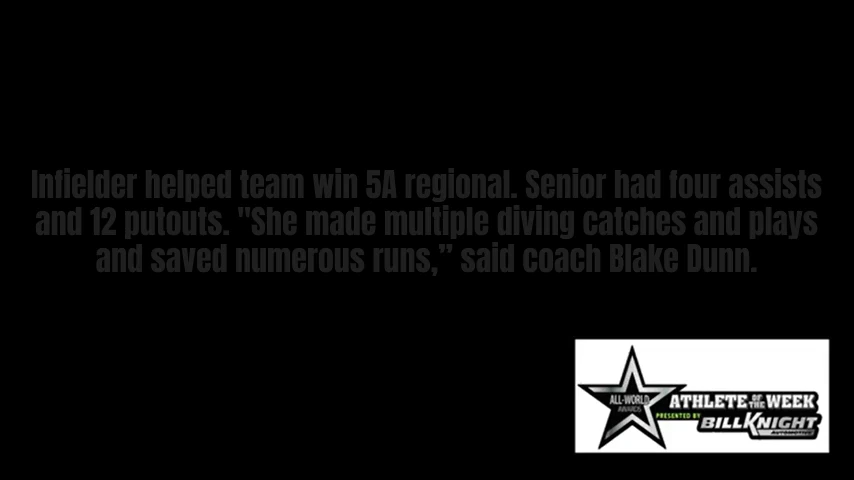 Infielder helped team win 5A regional. Senior had four assists
and 12 putouts. "She made multiple diving catches and plays
and saved numerous runs,” said coach Blake Dunn.
ALL-WORLD
AWARDS
ATHLETE OF THE WEEK
PRESENTED BY
BILL KNIGHT
AUTOMOTIVE